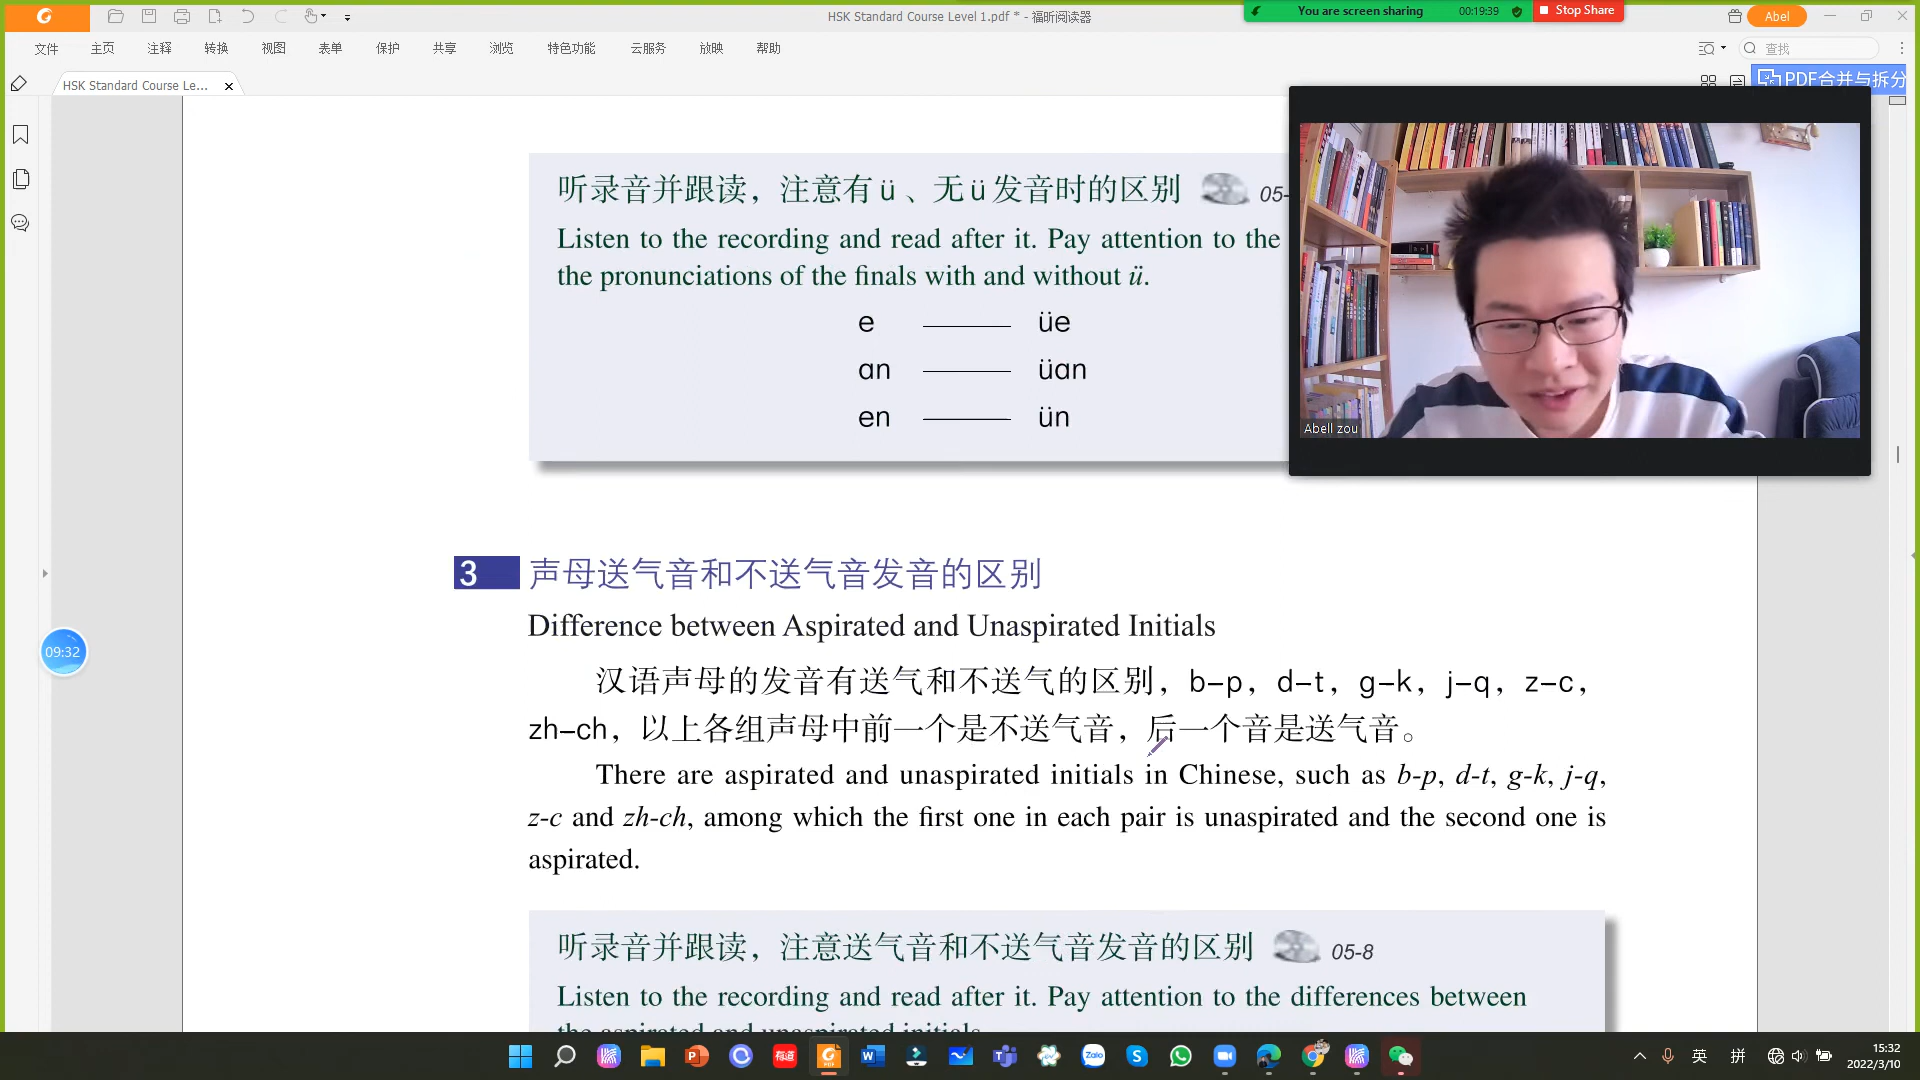 HSK Standard Course Level 1.pdf * - 福昕阅读器
You are screen sharing
00:19:39
Stop Share
Abel
文件 主页 注释 转换 视图 表单 保护 共享 浏览 特色功能 云服务 放映 帮助
查找
HSK Standard Course Le...
PDF合并与拆分
听录音并跟读，注意有ü、无ü发音时的区别 05-
Listen to the recording and read after it. Pay attention to the
the pronunciations of the finals with and without ü.
e üe
an üan
en ün
Abell zou
3 声母送气音和不送气音发音的区别
Difference between Aspirated and Unaspirated Initials
汉语声母的发音有送气和不送气的区别，b–p，d–t，g–k，j–q，z–c，
zh–ch，以上各组声母中前一个是不送气音，后一个音是送气音。
09:32
There are aspirated and unaspirated initials in Chinese, such as b-p, d-t, g-k, j-q,
z-c and zh-ch, among which the first one in each pair is unaspirated and the second one is
aspirated.
听录音并跟读，注意送气音和不送气音发音的区别 05-8
Listen to the recording and read after it. Pay attention to the differences between
the aspirated and unaspirated initials.
有道
Zalo
英
拼
15:32
2022/3/10